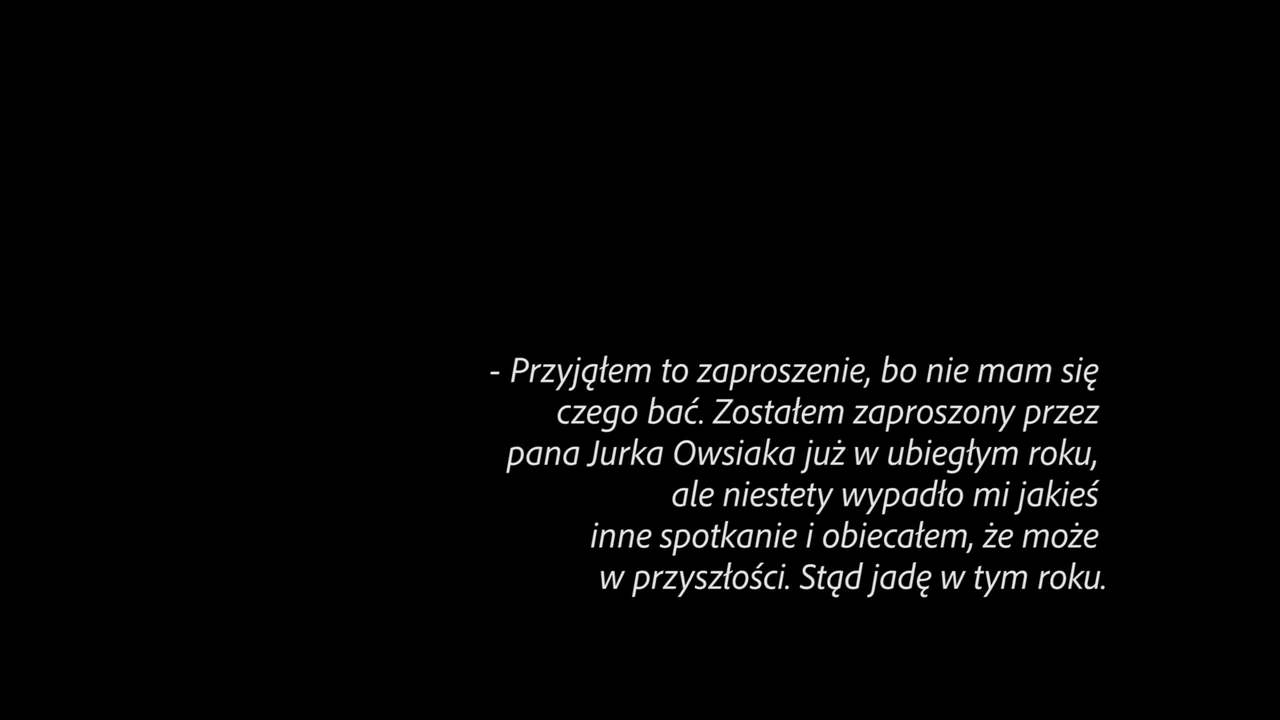 - Przyjąłem to zaproszenie, bo nie mam się
czego bać. Zostałem zaproszony przez
pana Jurka Owsiaka już w ubiegłym roku,
ale niestety wypadło mi jakieś
inne spotkanie i obiecałem, że może
w przyszłości. Stąd jadę w tym roku.